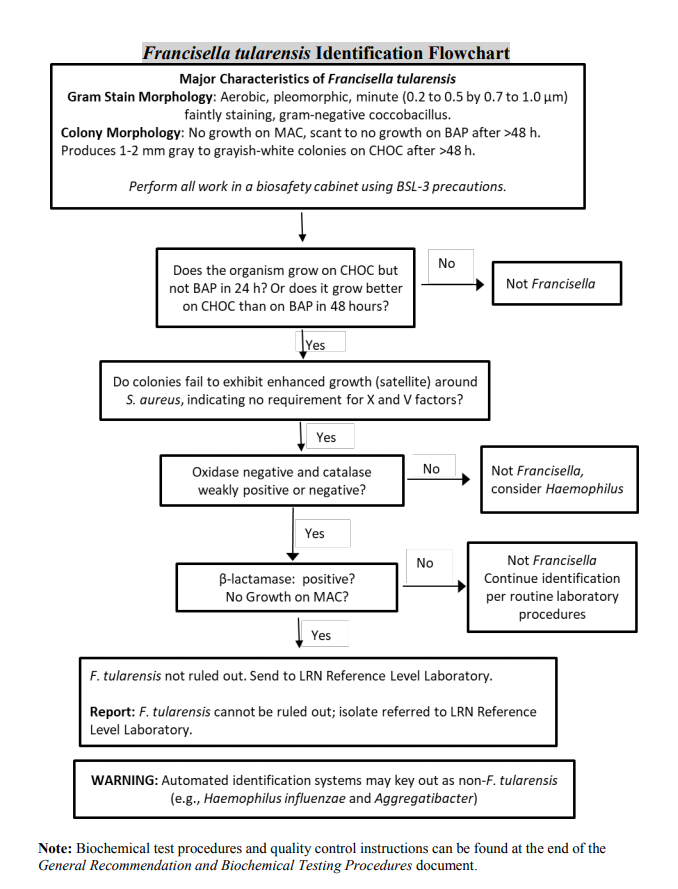 Francisella tularensis Identification Flowchart
Major Characteristics of Francisella tularensis
Gram Stain Morphology: Aerobic, pleomorphic, minute (0.2 to 0.5 by 0.7 to 1.0 µm)
faintly staining, gram-negative coccobacillus.
Colony Morphology: No growth on MAC, scant to no growth on BAP after >48 h.
Produces 1-2 mm gray to grayish-white colonies on CHOC after >48 h.
Perform all work in a biosafety cabinet using BSL-3 precautions.
Does the organism grow on CHOC but
not BAP in 24 h? Or does it grow better
on CHOC than on BAP in 48 hours?
No
Not Francisella
Yes
Do colonies fail to exhibit enhanced growth (satellite) around
S. aureus, indicating no requirement for X and V factors?
Yes
Oxidase negative and catalase
weakly positive or negative?
No
Not Francisella,
consider Haemophilus
Yes
β-lactamase: positive?
No Growth on MAC?
No
Not Francisella
Continue identification
per routine laboratory
procedures
Yes
F. tularensis not ruled out. Send to LRN Reference Level Laboratory.
Report: F. tularensis cannot be ruled out; isolate referred to LRN Reference
Level Laboratory.
WARNING: Automated identification systems may key out as non-F. tularensis
(e.g., Haemophilus influenzae and Aggregatibacter)
Note: Biochemical test procedures and quality control instructions can be found at the end of the
General Recommendation and Biochemical Testing Procedures document.